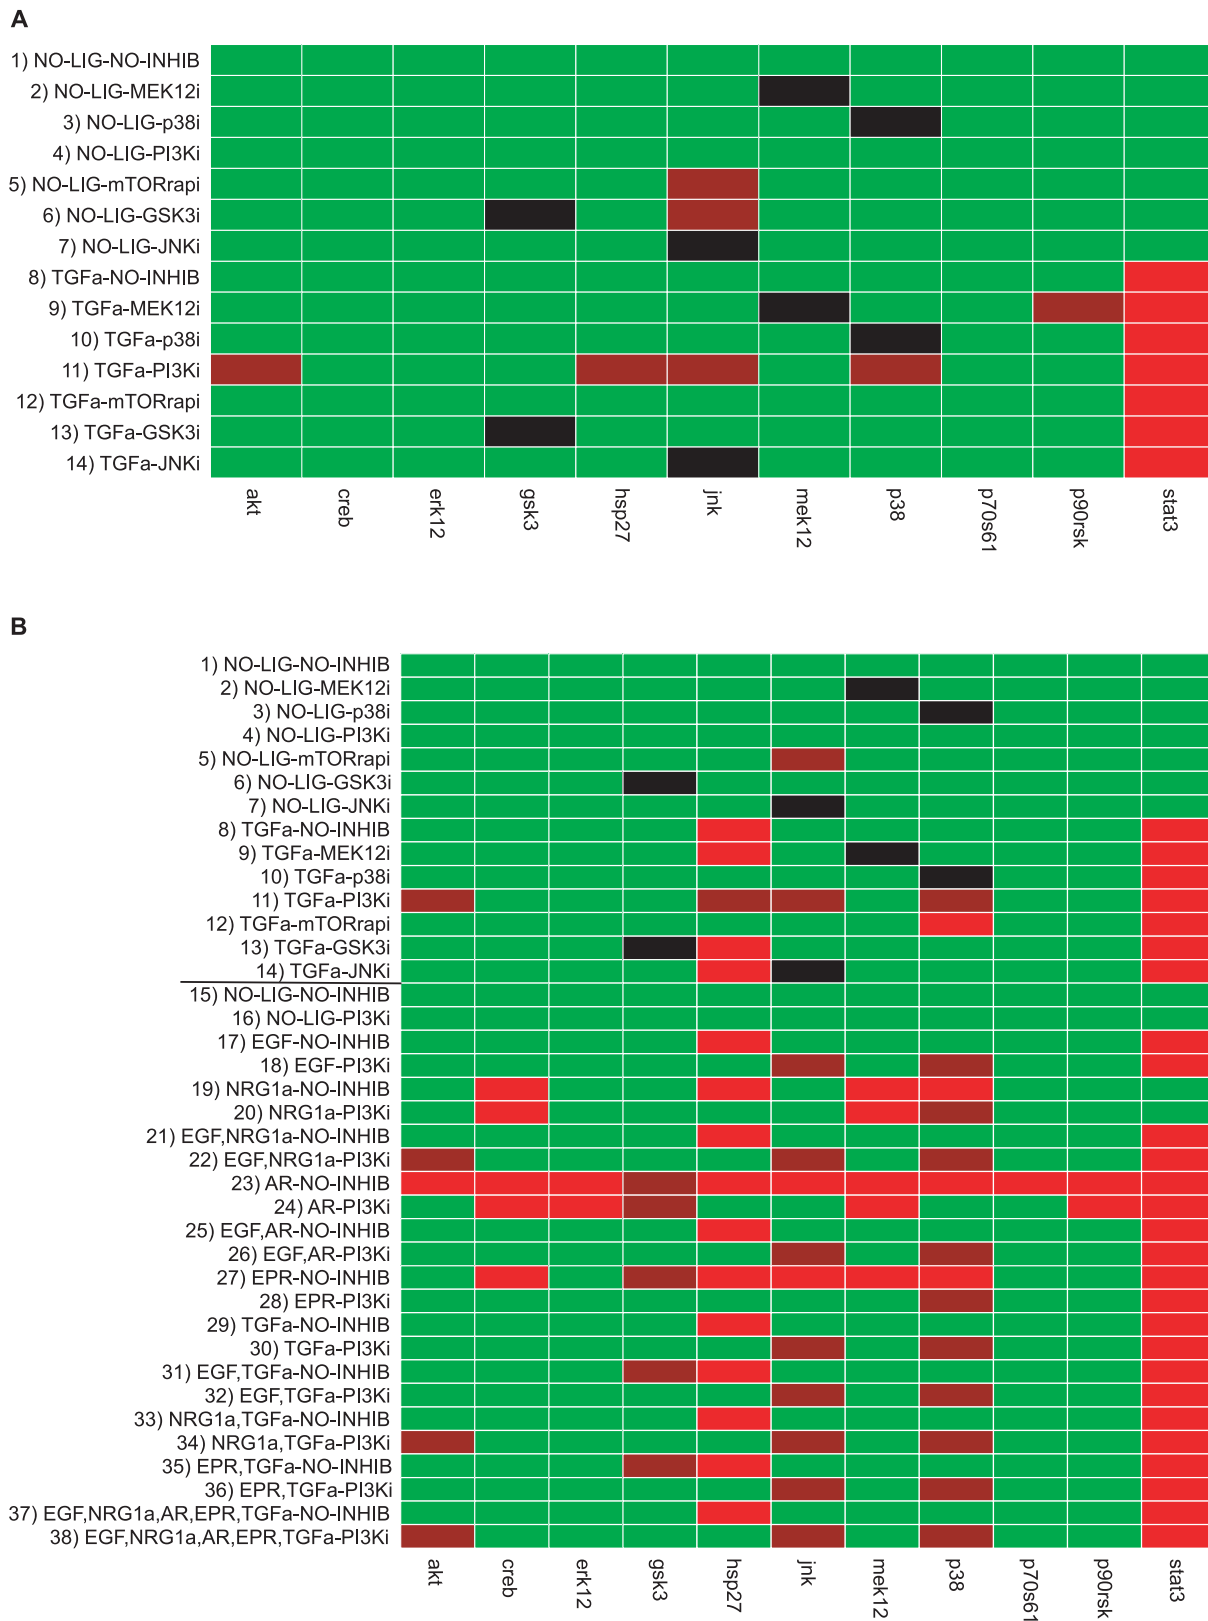 A
1) NO-LIG-NO-INHIB
2) NO-LIG-MEK12i
3) NO-LIG-p38i
4) NO-LIG-PI3Ki
5) NO-LIG-mTORrapi
6) NO-LIG-GSK3i
7) NO-LIG-JNKi
8) TGFa-NO-INHIB
9) TGFa-MEK12i
10) TGFa-p38i
11) TGFa-PI3Ki
12) TGFa-mTORrapi
13) TGFa-GSK3i
14) TGFa-JNKi
akt
creb
erk12
gsk3
hsp27
jnk
mek12
p38
p70s61
p90rsk
stat3
B
1) NO-LIG-NO-INHIB
2) NO-LIG-MEK12i
3) NO-LIG-p38i
4) NO-LIG-PI3Ki
5) NO-LIG-mTORrapi
6) NO-LIG-GSK3i
7) NO-LIG-JNKi
8) TGFa-NO-INHIB
9) TGFa-MEK12i
10) TGFa-p38i
11) TGFa-PI3Ki
12) TGFa-mTORrapi
13) TGFa-GSK3i
14) TGFa-JNKi
15) NO-LIG-NO-INHIB
16) NO-LIG-PI3Ki
17) EGF-NO-INHIB
18) EGF-PI3Ki
19) NRG1a-NO-INHIB
20) NRG1a-PI3Ki
21) EGF,NRG1a-NO-INHIB
22) EGF,NRG1a-PI3Ki
23) AR-NO-INHIB
24) AR-PI3Ki
25) EGF,AR-NO-INHIB
26) EGF,AR-PI3Ki
27) EPR-NO-INHIB
28) EPR-PI3Ki
29) TGFa-NO-INHIB
30) TGFa-PI3Ki
31) EGF,TGFa-NO-INHIB
32) EGF,TGFa-PI3Ki
33) NRG1a,TGFa-NO-INHIB
34) NRG1a,TGFa-PI3Ki
35) EPR,TGFa-NO-INHIB
36) EPR,TGFa-PI3Ki
37) EGF,NRG1a,AR,EPR,TGFa-NO-INHIB
38) EGF,NRG1a,AR,EPR,TGFa-PI3Ki
akt
creb
erk12
gsk3
hsp27
jnk
mek12
p38
p70s61
p90rsk
stat3